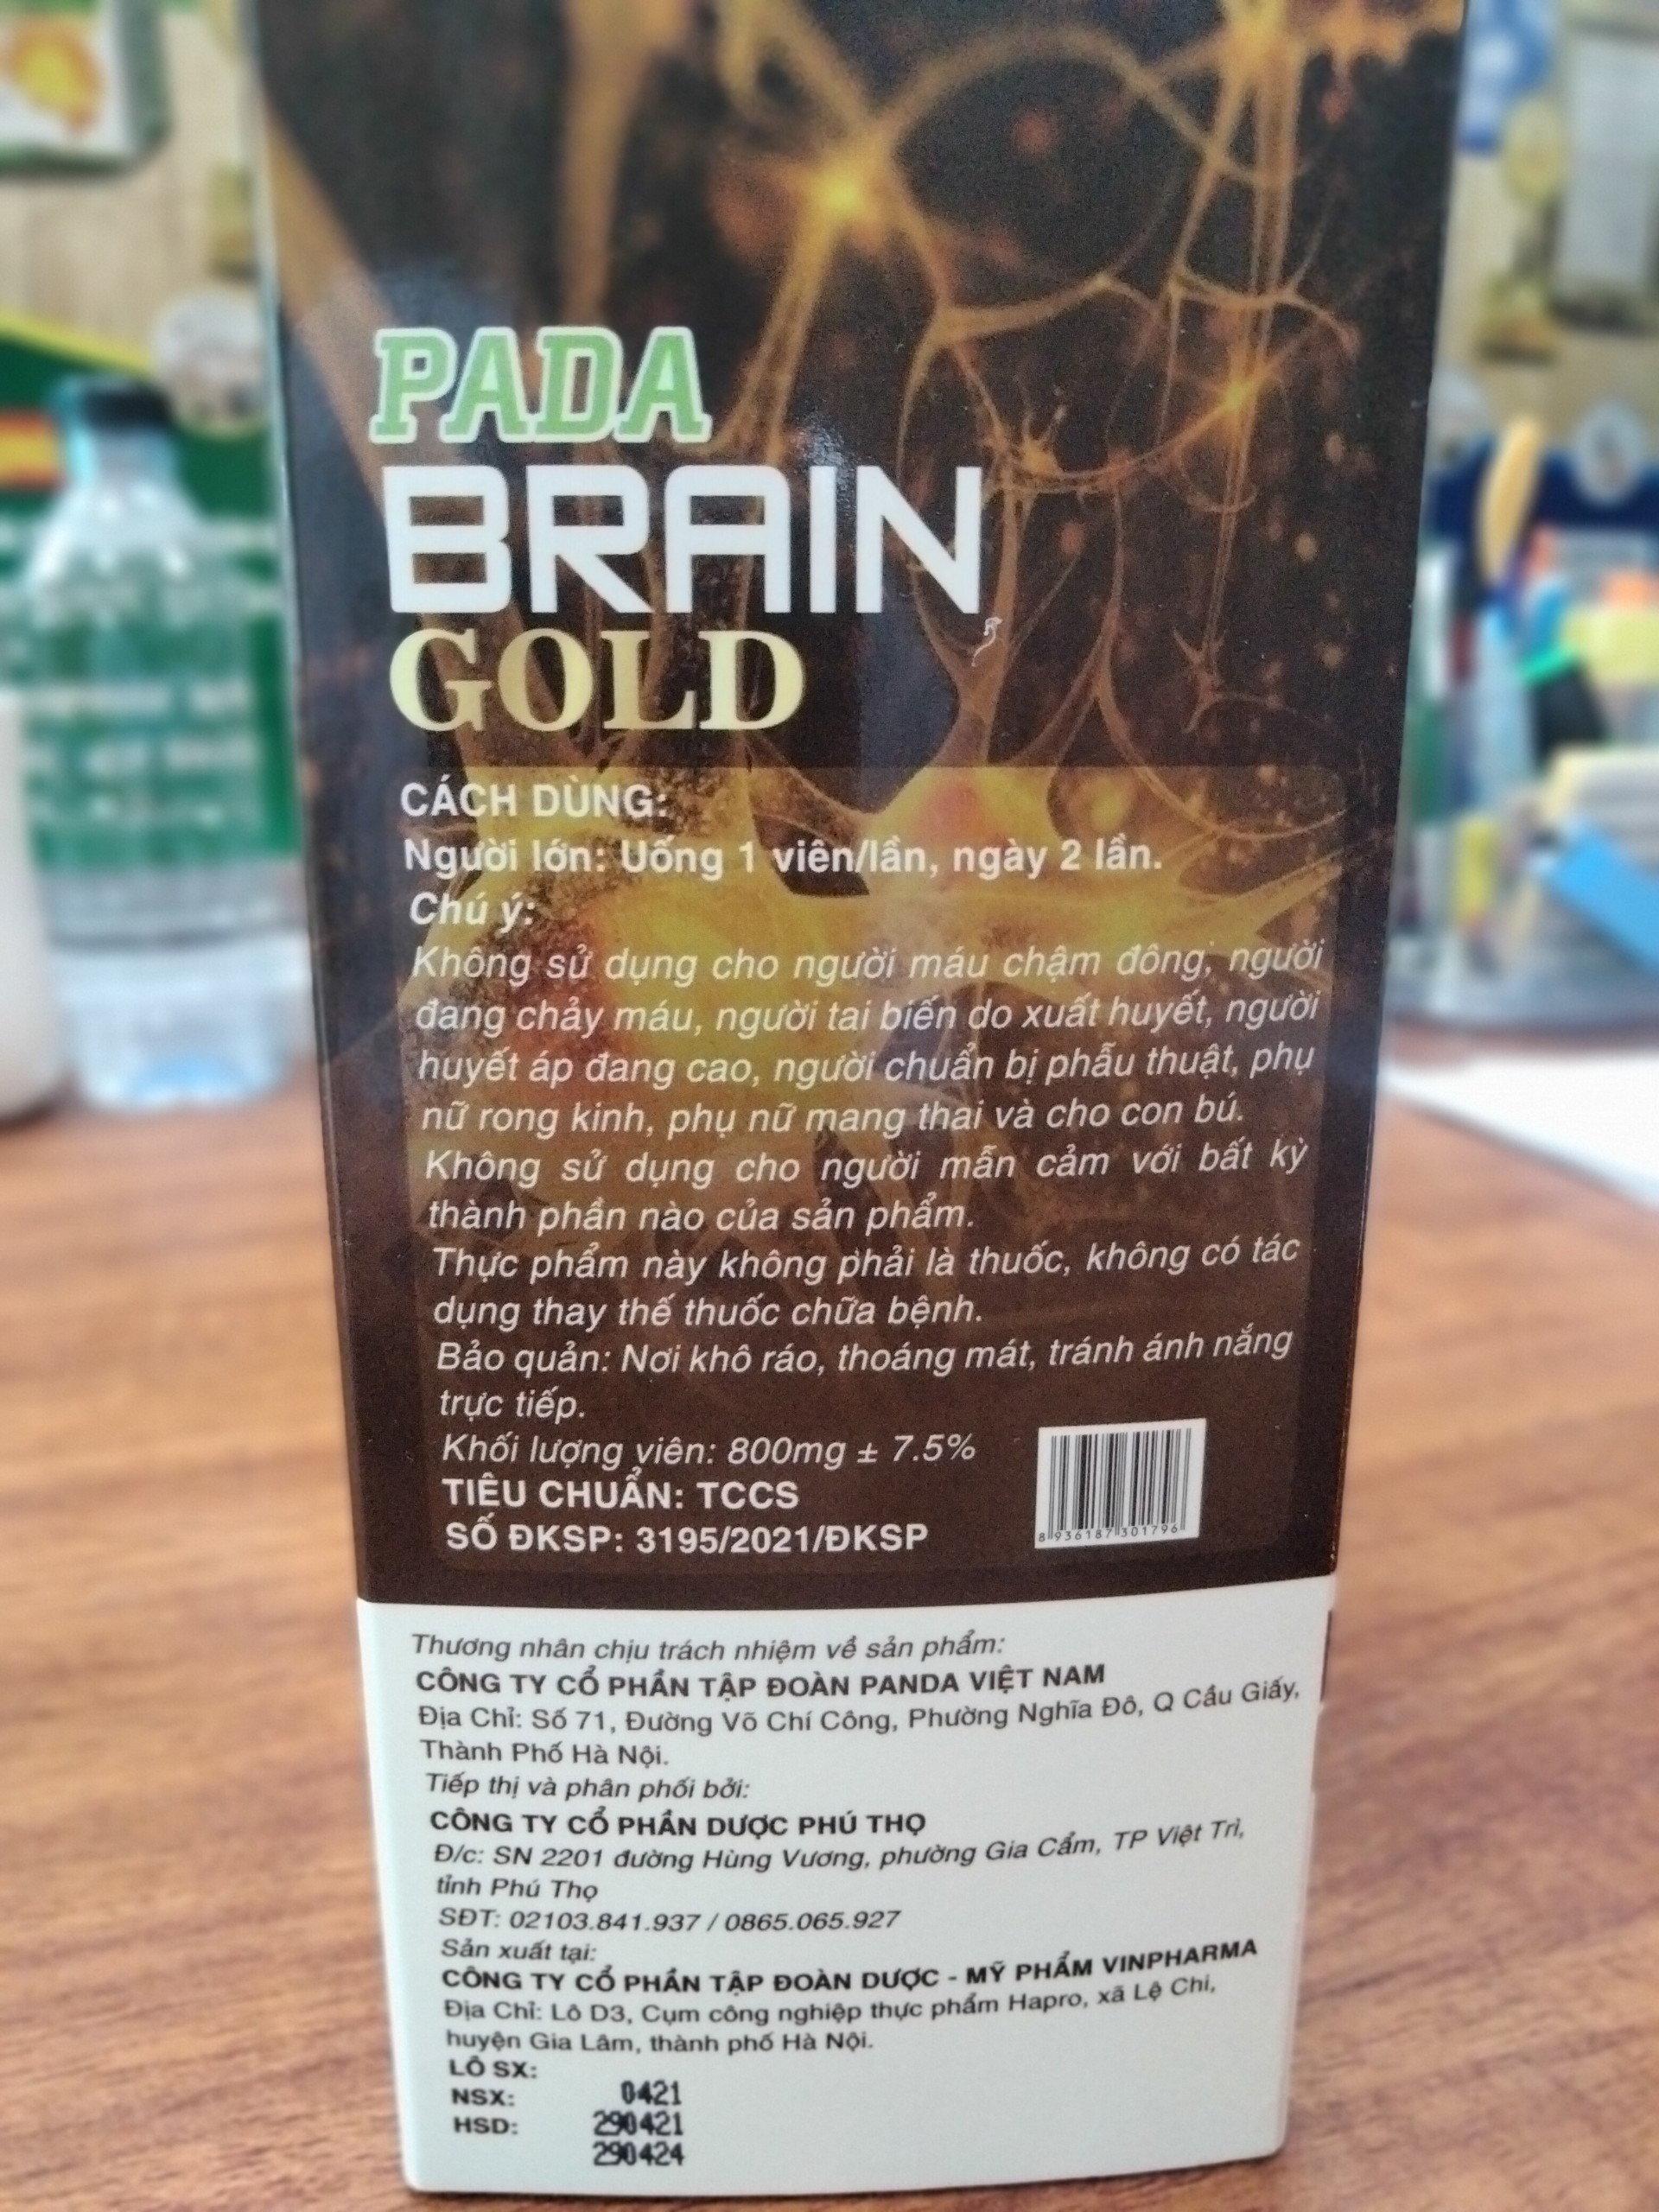 PADA
BRAIN
GOLD
CÁCH DÙNG:
Người lớn: Uống 1 viên/lần, ngày 2 lần.
Chú ý:
Không sử dụng cho người máu chậm đông, người
đang chảy máu, người tai biến do xuất huyết, người
huyết áp đang cao, người chuẩn bị phẫu thuật, phụ
nữ rong kinh, phụ nữ mang thai và cho con bú.
Không sử dụng cho người mẫn cảm với bất kỳ
thành phần nào của sản phẩm.
Thực phẩm này không phải là thuốc, không có tác
dụng thay thế thuốc chữa bệnh.
Bảo quản: Nơi khô ráo, thoáng mát, tránh ánh nắng
trực tiếp.
Khối lượng viên: 800mg ± 7.5%
TIÊU CHUẨN: TCCS
SỐ ĐKSP: 3195/2021/ĐKSP
8 936187 301796
Thương nhân chịu trách nhiệm về sản phẩm:
CÔNG TY CỔ PHẦN TẬP ĐOÀN PANDA VIỆT NAM
Địa Chỉ: Số 71, Đường Võ Chí Công, Phường Nghĩa Đô, Q Cầu Giấy,
Thành Phố Hà Nội.
Tiếp thị và phân phối bởi:
CÔNG TY CỔ PHẦN DƯỢC PHÚ THỌ
Đ/c: SN 2201 đường Hùng Vương, phường Gia Cẩm, TP Việt Trì,
tỉnh Phú Thọ
SĐT: 02103.841.937 / 0865.065.927
Sản xuất tại:
CÔNG TY CỔ PHẦN TẬP ĐOÀN DƯỢC - MỸ PHẨM VINPHARMA
Địa Chỉ: Lô D3, Cụm công nghiệp thực phẩm Hapro, xã Lệ Chi,
huyện Gia Lâm, thành phố Hà Nội.
LÔ SX:
NSX: 0421
HSD: 290421
290424